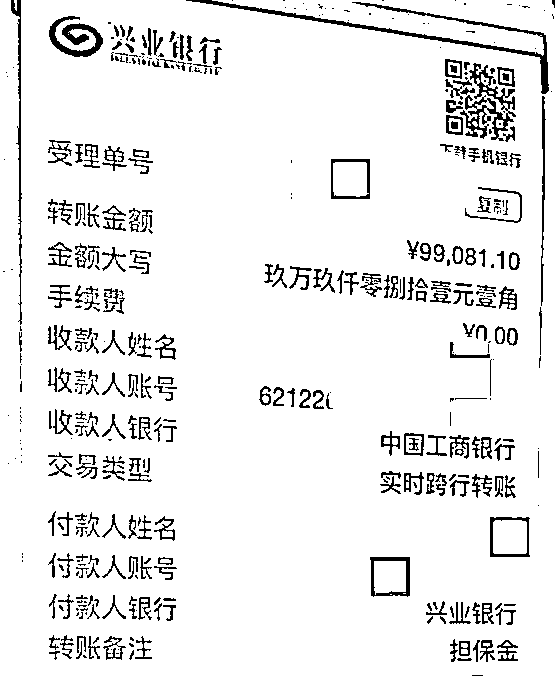 兴业银行
下载手机银行
受理单号
复制
转账金额 ¥99,081.10
金额大写 玖万玖仟零捌拾壹元壹角
手续费 ¥0.00
收款人姓名
收款人账号 62122
收款人银行 中国工商银行
交易类型 实时跨行转账
付款人姓名
付款人账号
付款人银行 兴业银行
转账备注 担保金